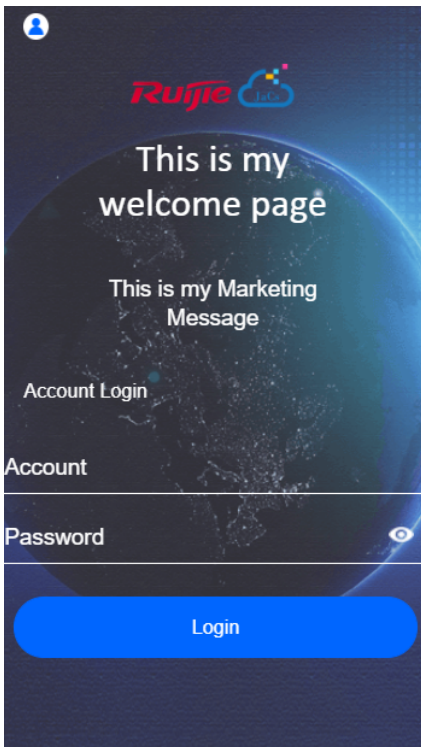 Ruijie
This is my
welcome page
This is my Marketing
Message
Account Login
Account
Password
Login